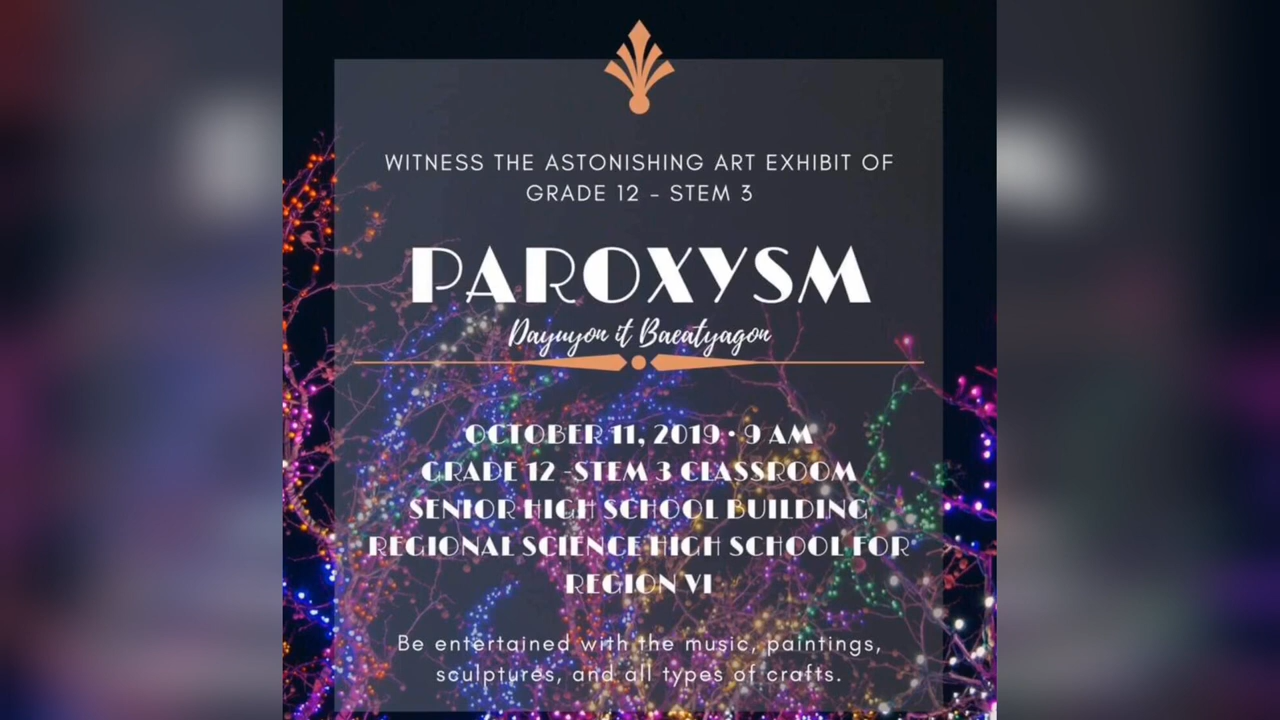 WITNESS THE ASTONISHING ART EXHIBIT OF
GRADE 12 - STEM 3
PAROXYSM
Dayuyon it Baeatyagon
OCTOBER 11, 2019 • 9 AM
GRADE 12 -STEM 3 CLASSROOM
SENIOR HIGH SCHOOL BUILDING
REGIONAL SCIENCE HIGH SCHOOL FOR
REGION VI
Be entertained with the music, paintings,
sculptures, and all types of crafts.